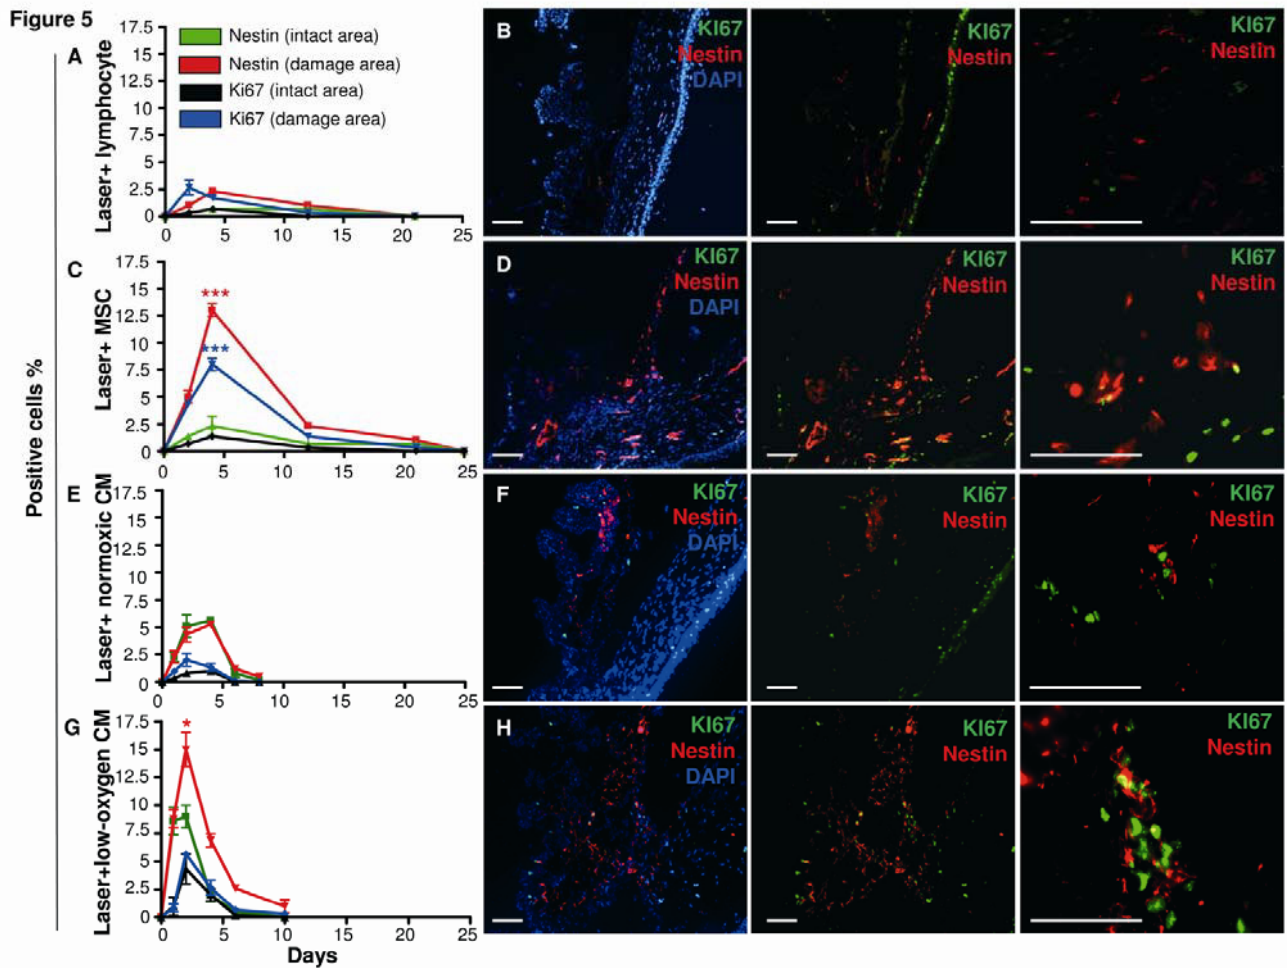 Figure 5
Positive cells %
A
Laser+ lymphocyte
17.5
15
12.5
10
7.5
5
2.5
0
Nestin (intact area)
Nestin (damage area)
Ki67 (intact area)
Ki67 (damage area)
0 5 10 15 20 25
B
KI67
Nestin
DAPI
KI67
Nestin
KI67
Nestin
C
Laser+ MSC
17.5
15
12.5
10
7.5
5
2.5
0
***
***
0 5 10 15 20 25
D
KI67
Nestin
DAPI
KI67
Nestin
KI67
Nestin
E
Laser+ normoxic CM
17.5
15
12.5
10
7.5
5
2.5
0
0 5 10 15 20 25
F
KI67
Nestin
DAPI
KI67
Nestin
KI67
Nestin
G
Laser+low-oxygen CM
17.5
15
12.5
10
7.5
5
2.5
0
*
0 5 10 15 20 25
Days
H
KI67
Nestin
DAPI
KI67
Nestin
KI67
Nestin